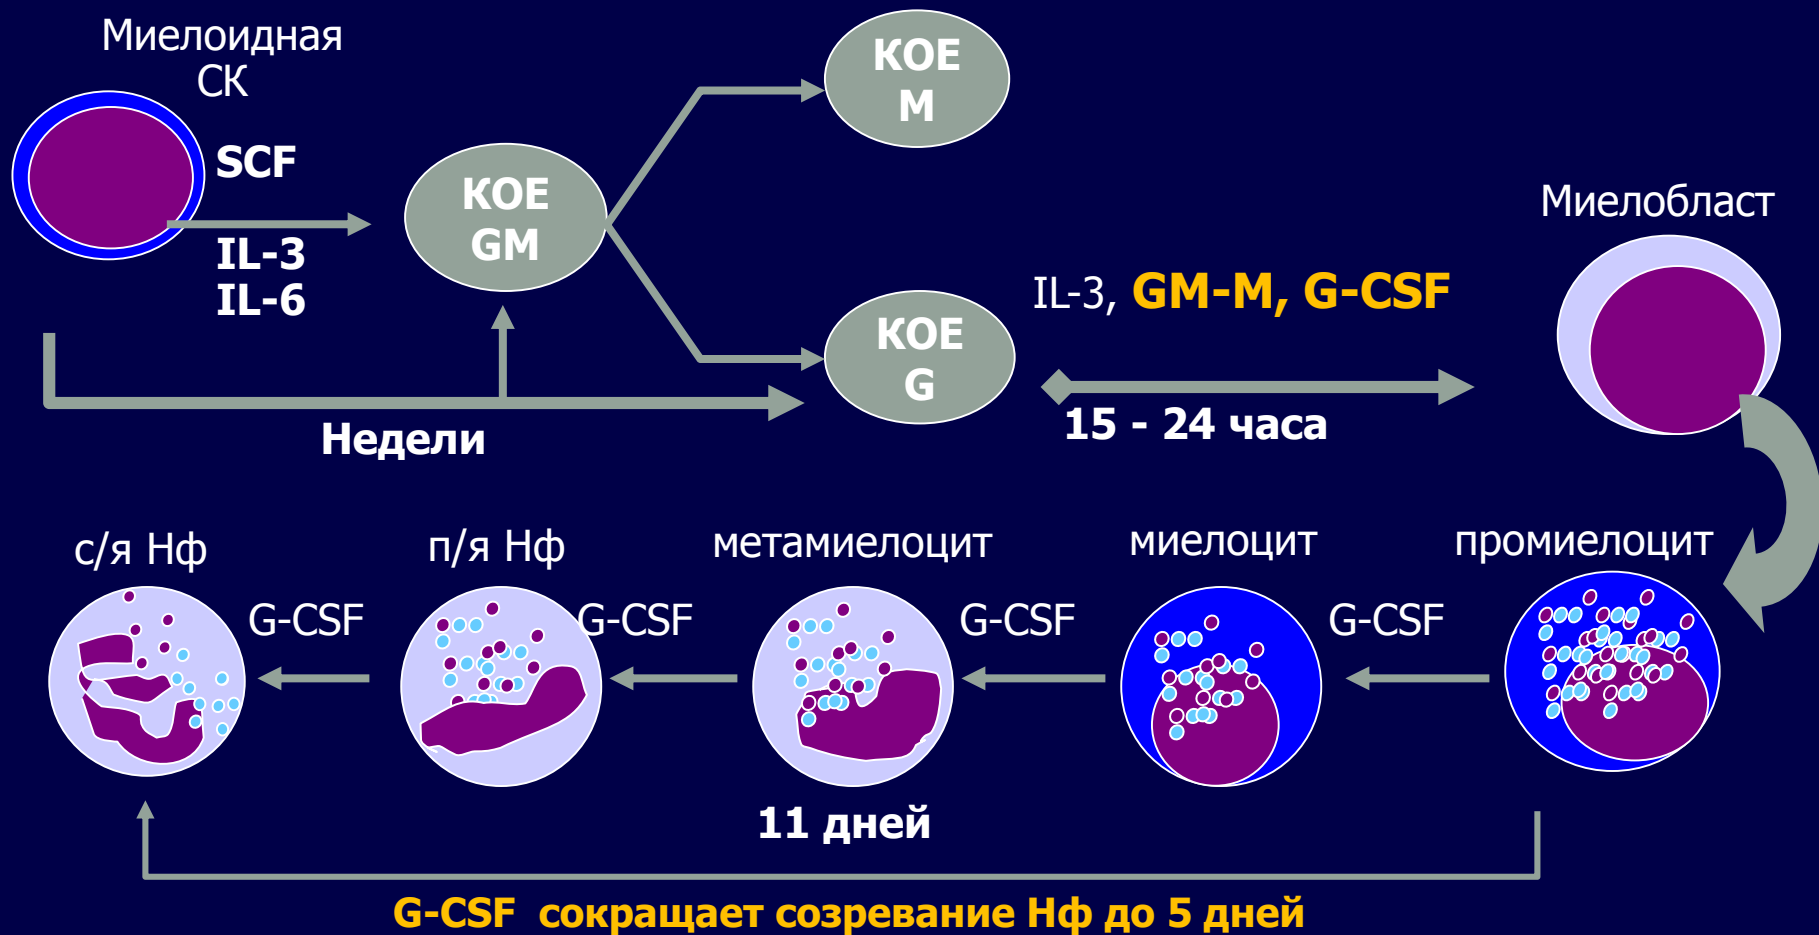 Миелоидная
СК
SCF
IL-3
IL-6
КОЕ
GM
КОЕ
M
КОЕ
G
Недели
IL-3, GM-M, G-CSF
15 - 24 часа
Миелобласт
с/я Нф
п/я Нф
метамиелоцит
миелоцит
промиелоцит
G-CSF
G-CSF
G-CSF
G-CSF
11 дней
G-CSF сокращает созревание Нф до 5 дней